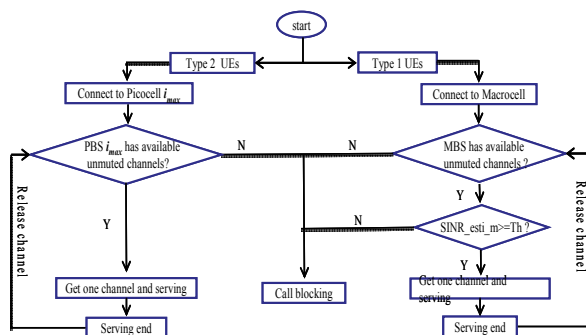 start
Type 2 UEs
Type 1 UEs
Connect to Picocell i_max
Connect to Macrocell
PBS i_max has available
unmuted channels?
N
N
MBS has available
unmuted channels ?
Release channel
Release channel
Y
Y
N
SINR_esti_m>=Th ?
Y
Get one channel and serving
Call blocking
Get one channel and
serving
Serving end
Serving end